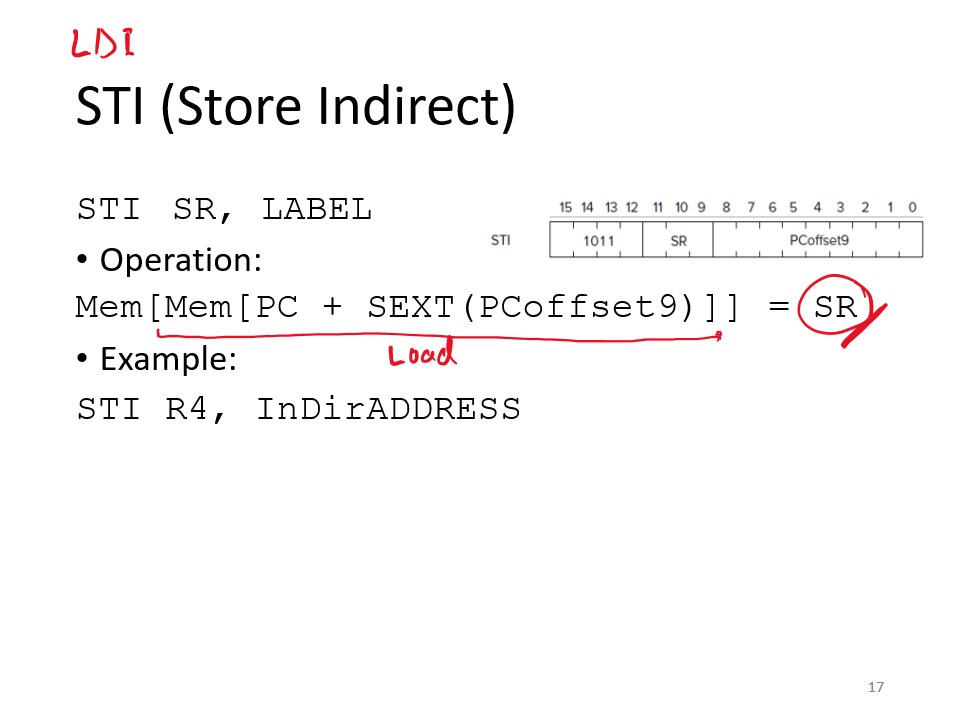 LDI
STI (Store Indirect)
STI SR, LABEL
15 14 13 12 11 10 9 8 7 6 5 4 3 2 1 0
STI 1011 SR PCoffset9
• Operation:
Mem[Mem[PC + SEXT(PCoffset9)]] = SR
Load
• Example:
STI R4, InDirADDRESS
17